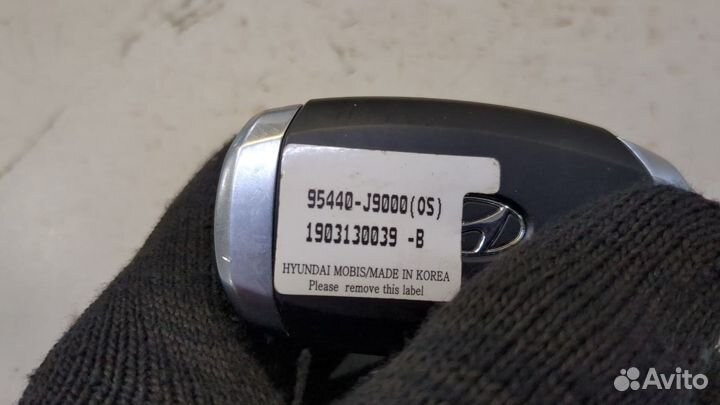 95440-J9000(OS)
1903130039 -B
HYUNDAI MOBIS/MADE IN KOREA
Please remove this label
Avito